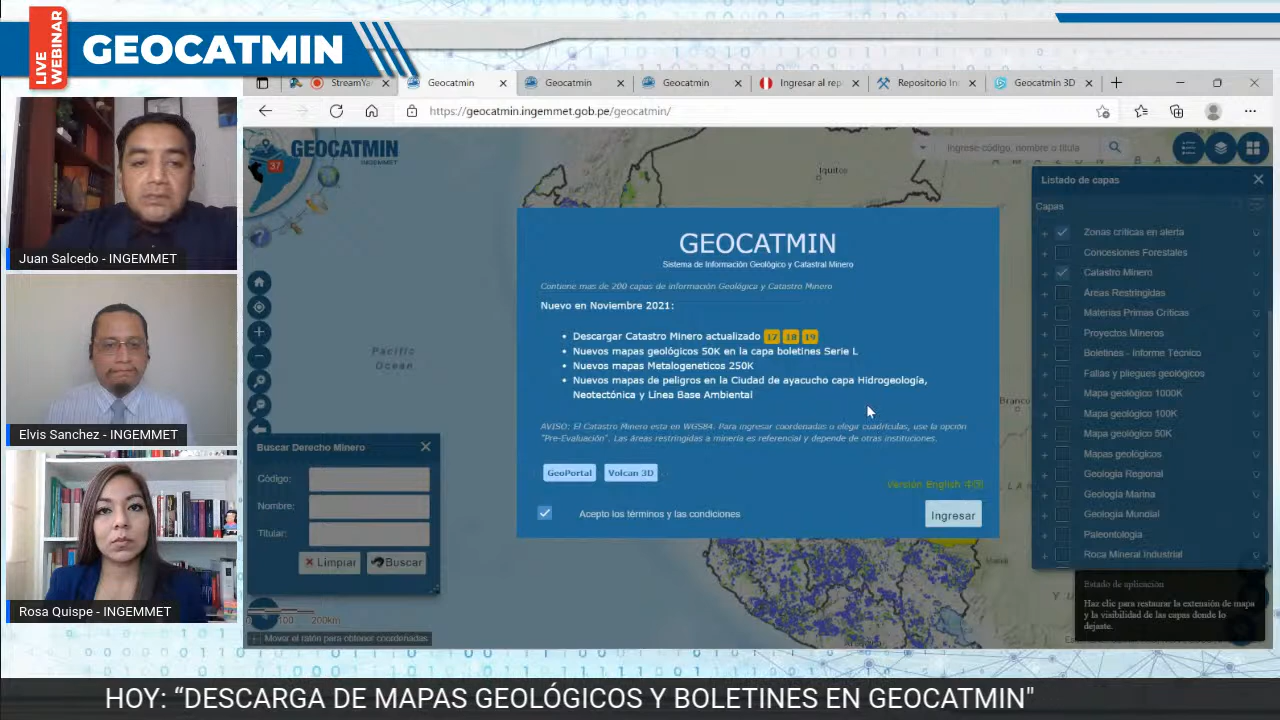 LIVE WEBINAR
GEOCATMIN
StreamYa
Geocatmin
Geocatmin
Geocatmin
Ingresar al rep
Repositorio In
Geocatmin 3D
https://geocatmin.ingemmet.gob.pe/geocatmin/
GEOCATMIN
INGEMMET
37
Iquitos
Ingrese código, nombre o titula
Listado de capas
Capas
Zonas críticas en alerta
Concesiones Forestales
Catastro Minero
Áreas Restringidas
Materias Primas Críticas
Proyectos Mineros
Boletines - Informe Técnico
Fallas y pliegues geológicos
Mapa geológico 1000K
Mapa geológico 100K
Mapa geológico 50K
Mapas geológicos
Geología Regional
Geología Marina
Geología Mundial
Paleontología
Roca Mineral Industrial
Pacific
Ocean
GEOCATMIN
Sistema de Información Geológico y Catastral Minero
Contiene mas de 200 capas de información Geológica y Catastro Minero
Nuevo en Noviembre 2021:
• Descargar Catastro Minero actualizado 17 18 19
• Nuevos mapas geológicos 50K en la capa boletines Serie L
• Nuevos mapas Metalogeneticos 250K
• Nuevos mapas de peligros en la Ciudad de ayacucho capa Hidrogeología,
Neotectónica y Línea Base Ambiental
AVISO: El Catastro Minero esta en WGS84. Para ingresar coordenadas o elegir cuadrículas, use la opción
"Pre-Evaluación". Las áreas restringidas a minería es referencial y depende de otras instituciones.
GeoPortal
Volcan 3D
Versión English 中国
Acepto los términos y las condiciones
Ingresar
Branco
Buscar Derecho Minero
Código:
Nombre:
Titular:
Limpiar
Buscar
100 200km
Mover el ratón para obtener coordenadas
Estado de aplicación
Haz clic para restaurar la extensión de mapa
y la visibilidad de las capas donde lo
dejaste.
Juan Salcedo - INGEMMET
Elvis Sanchez - INGEMMET
Rosa Quispe - INGEMMET
HOY: “DESCARGA DE MAPAS GEOLÓGICOS Y BOLETINES EN GEOCATMIN"